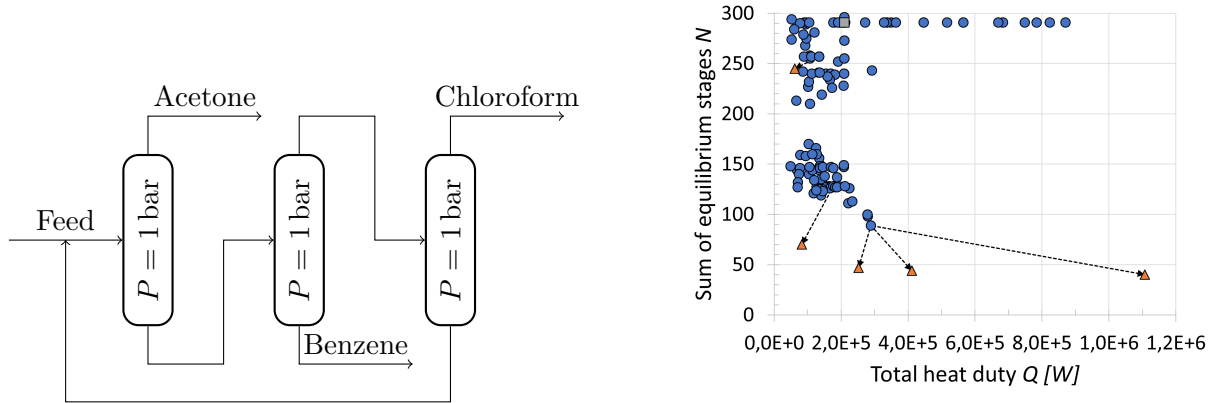 Acetone
Chloroform
Feed
P = 1 bar
P = 1 bar
P = 1 bar
Benzene
Sum of equilibrium stages N
300
250
200
150
100
50
0
0,0E+0 2,0E+5 4,0E+5 6,0E+5 8,0E+5 1,0E+6 1,2E+6
Total heat duty Q [W]